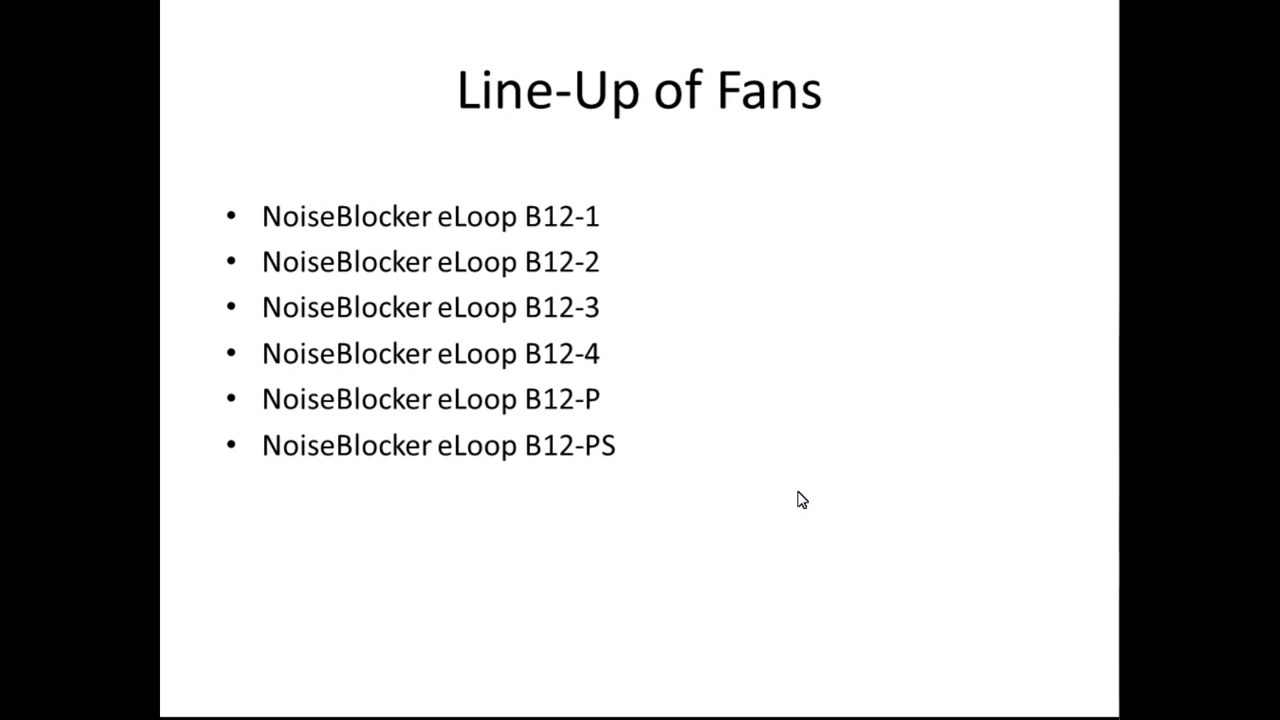 Line-Up of Fans
• NoiseBlocker eLoop B12-1
• NoiseBlocker eLoop B12-2
• NoiseBlocker eLoop B12-3
• NoiseBlocker eLoop B12-4
• NoiseBlocker eLoop B12-P
• NoiseBlocker eLoop B12-PS